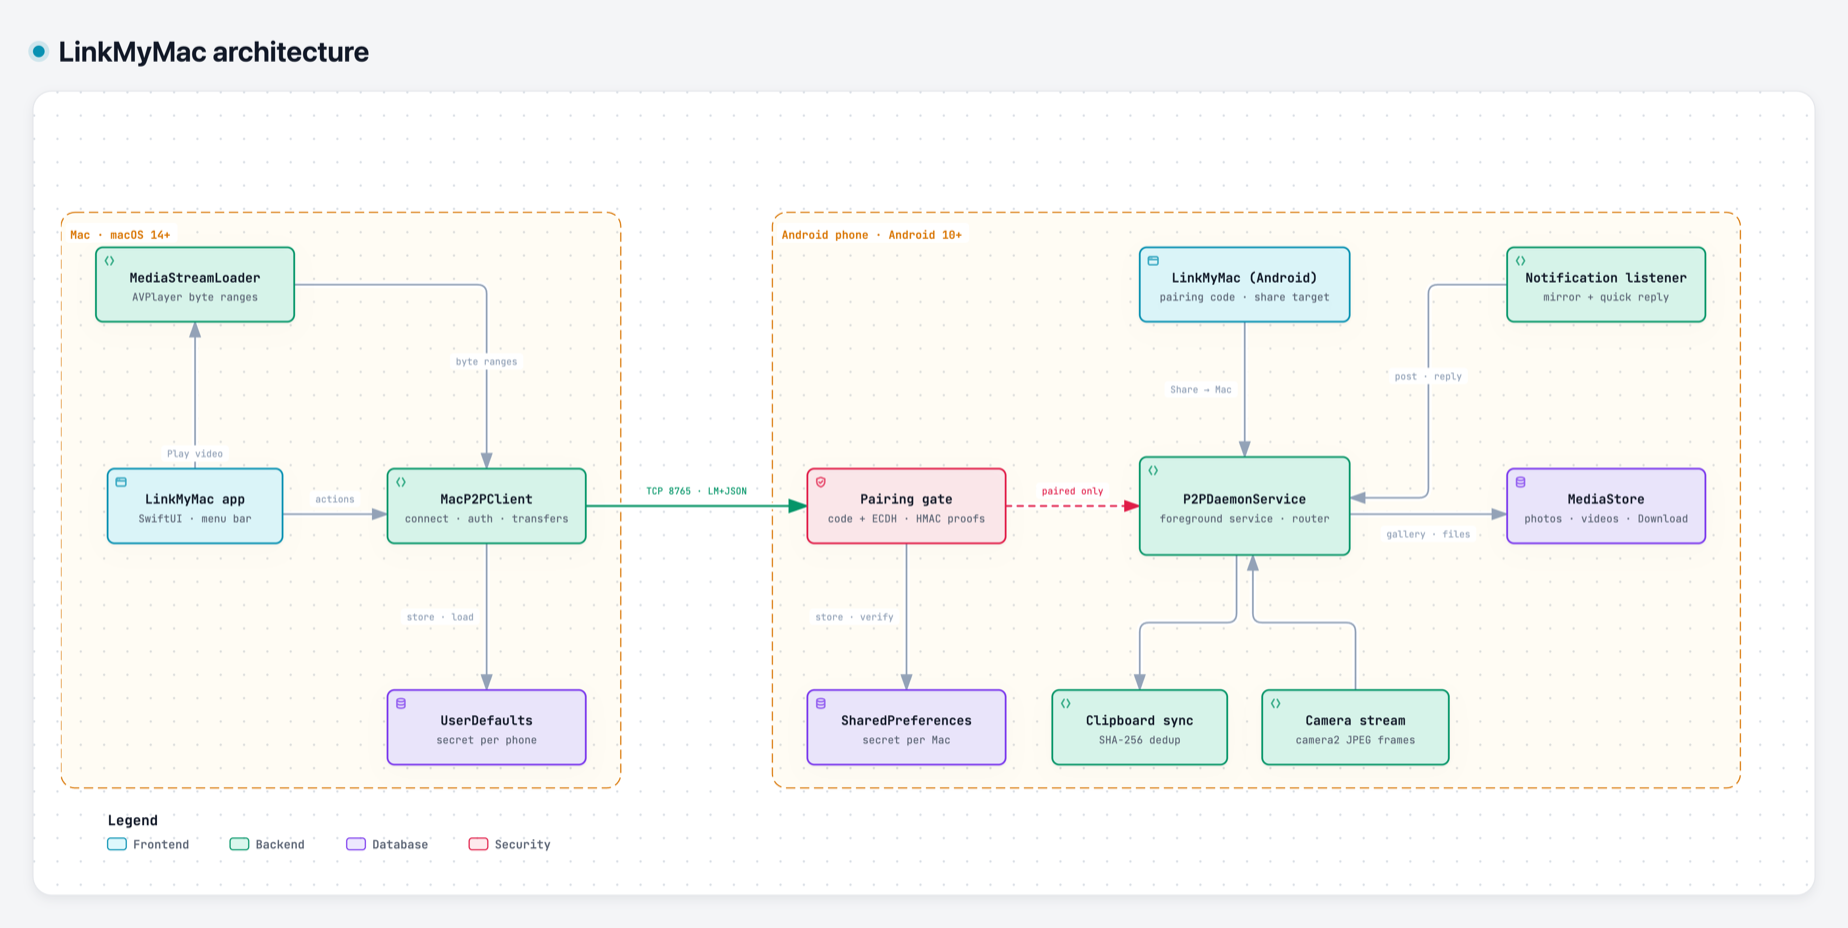 LinkMyMac architecture
Mac · macOS 14+
MediaStreamLoader
AVPlayer byte ranges
byte ranges
Play video
LinkMyMac app
SwiftUI · menu bar
actions
MacP2PClient
connect · auth · transfers
store · load
UserDefaults
secret per phone
TCP 8765 · LM+JSON
Android phone · Android 10+
LinkMyMac (Android)
pairing code · share target
Notification listener
mirror + quick reply
Share → Mac
post · reply
Pairing gate
code + ECDH · HMAC proofs
paired only
P2PDaemonService
foreground service · router
MediaStore
photos · videos · Download
gallery · files
store · verify
SharedPreferences
secret per Mac
Clipboard sync
SHA-256 dedup
Camera stream
camera2 JPEG frames
Legend
Frontend
Backend
Database
Security